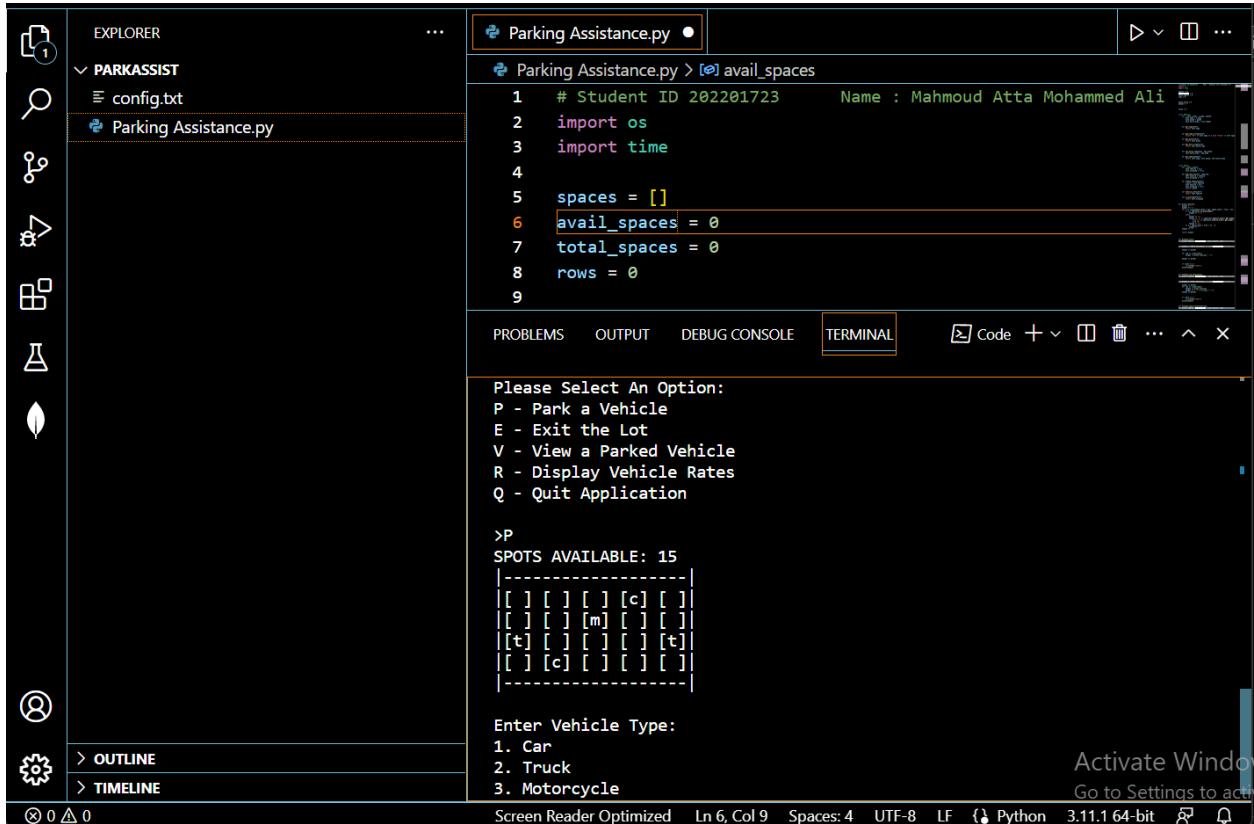 1
EXPLORER ...
PARKASSIST
config.txt
Parking Assistance.py
OUTLINE
TIMELINE
Parking Assistance.py
Parking Assistance.py > avail_spaces
1 # Student ID 202201723 Name : Mahmoud Atta Mohammed Ali
2 import os
3 import time
4
5 spaces = []
6 avail_spaces = 0
7 total_spaces = 0
8 rows = 0
9
PROBLEMS OUTPUT DEBUG CONSOLE TERMINAL Code
Please Select An Option:
P - Park a Vehicle
E - Exit the Lot
V - View a Parked Vehicle
R - Display Vehicle Rates
Q - Quit Application
>P
SPOTS AVAILABLE: 15
|-------------------|
|[ ] [ ] [ ] [c] [ ]|
|[ ] [ ] [m] [ ] [ ]|
|[t] [ ] [ ] [ ] [t]|
|[ ] [c] [ ] [ ] [ ]|
|-------------------|
Enter Vehicle Type:
1. Car
2. Truck
3. Motorcycle
Activate Windo
Go to Settings to acti
0 0 Screen Reader Optimized Ln 6, Col 9 Spaces: 4 UTF-8 LF Python 3.11.1 64-bit